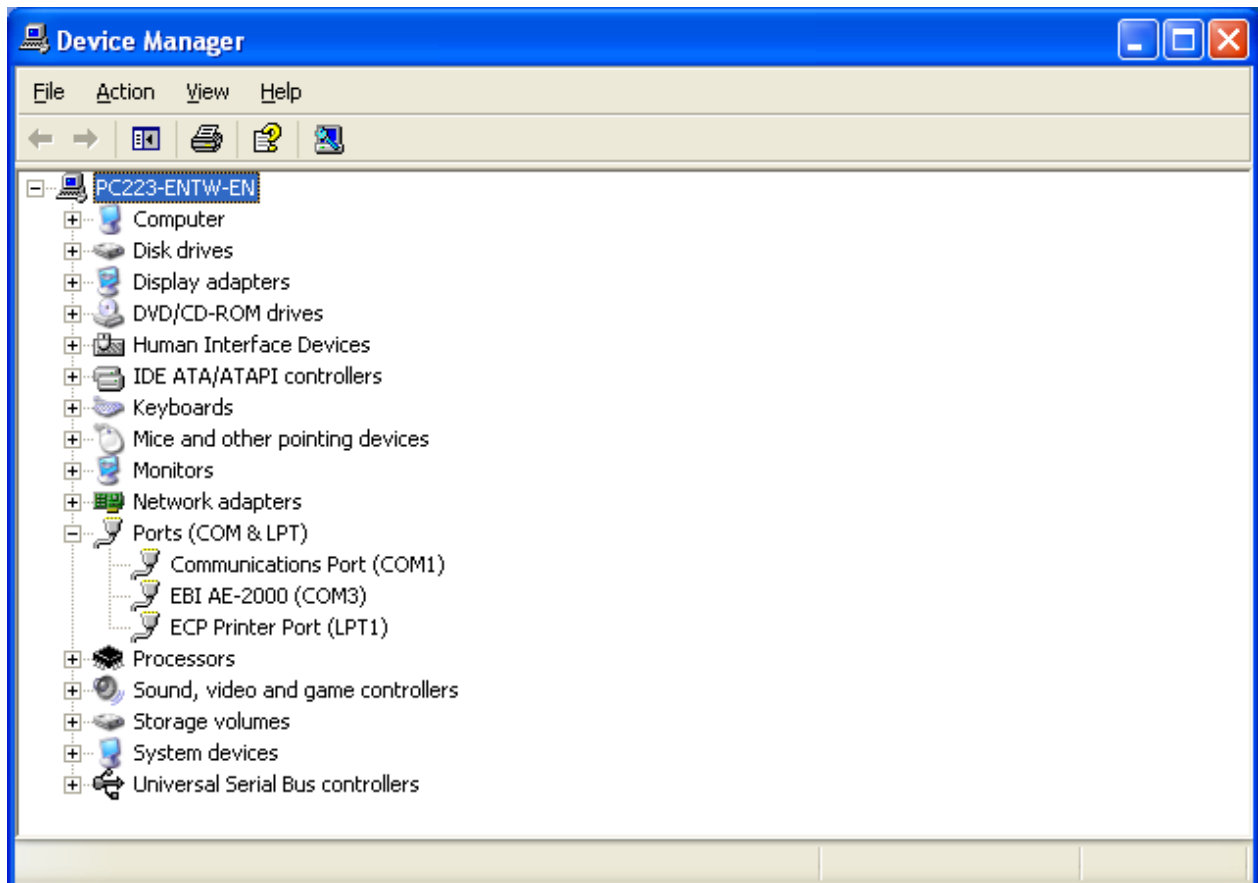 Device Manager
File Action View Help
PC223-ENTW-EN
Computer
Disk drives
Display adapters
DVD/CD-ROM drives
Human Interface Devices
IDE ATA/ATAPI controllers
Keyboards
Mice and other pointing devices
Monitors
Network adapters
Ports (COM & LPT)
Communications Port (COM1)
EBI AE-2000 (COM3)
ECP Printer Port (LPT1)
Processors
Sound, video and game controllers
Storage volumes
System devices
Universal Serial Bus controllers